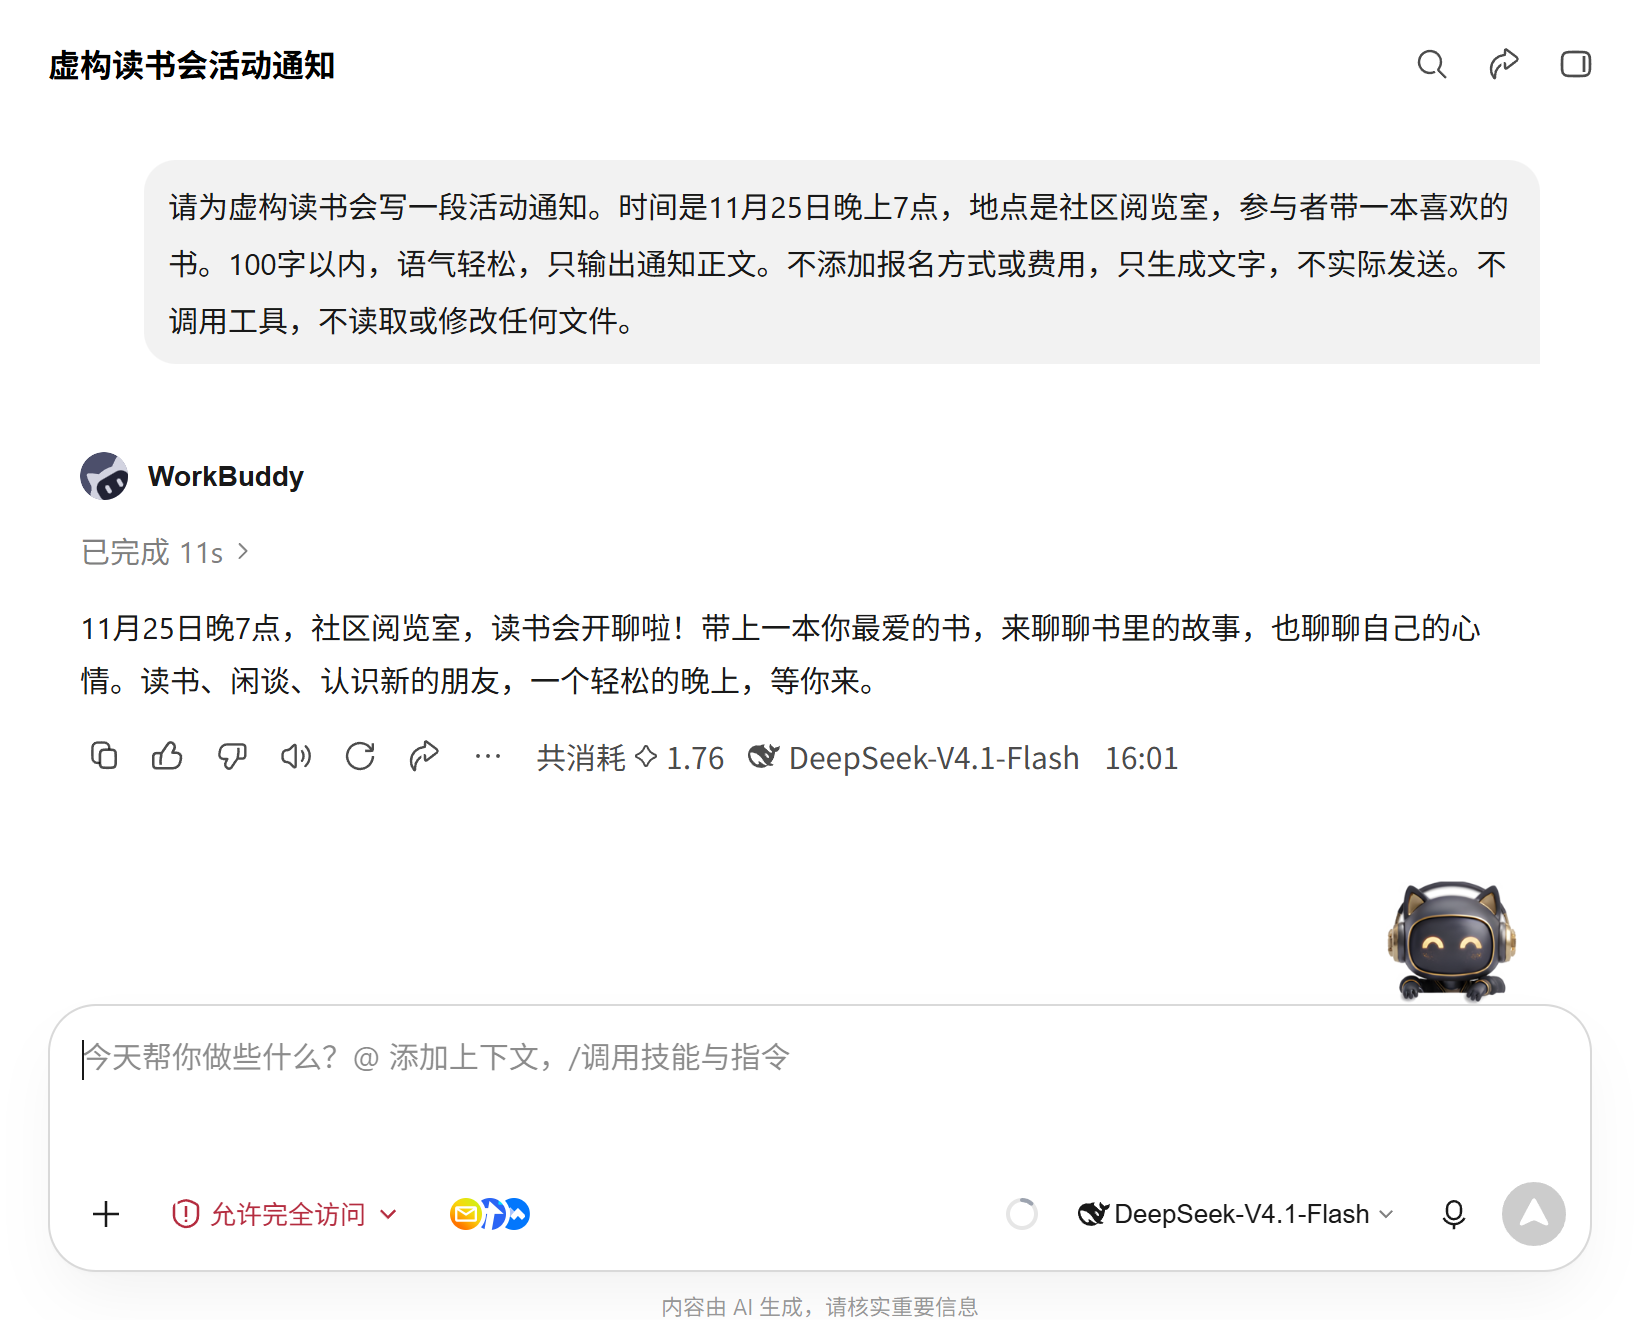 虚构读书会活动通知
请为虚构读书会写一段活动通知。时间是11月25日晚上7点，地点是社区阅览室，参与者带一本喜欢的
书。100字以内，语气轻松，只输出通知正文。不添加报名方式或费用，只生成文字，不实际发送。不
调用工具，不读取或修改任何文件。
WorkBuddy
已完成 11s
11月25日晚7点，社区阅览室，读书会开聊啦！带上一本你最爱的书，来聊聊书里的故事，也聊聊自己的心
情。读书、闲谈、认识新的朋友，一个轻松的晚上，等你来。
共消耗 1.76 DeepSeek-V4.1-Flash 16:01
今天帮你做些什么？@ 添加上下文，/调用技能与指令
允许完全访问 DeepSeek-V4.1-Flash
内容由 AI 生成，请核实重要信息